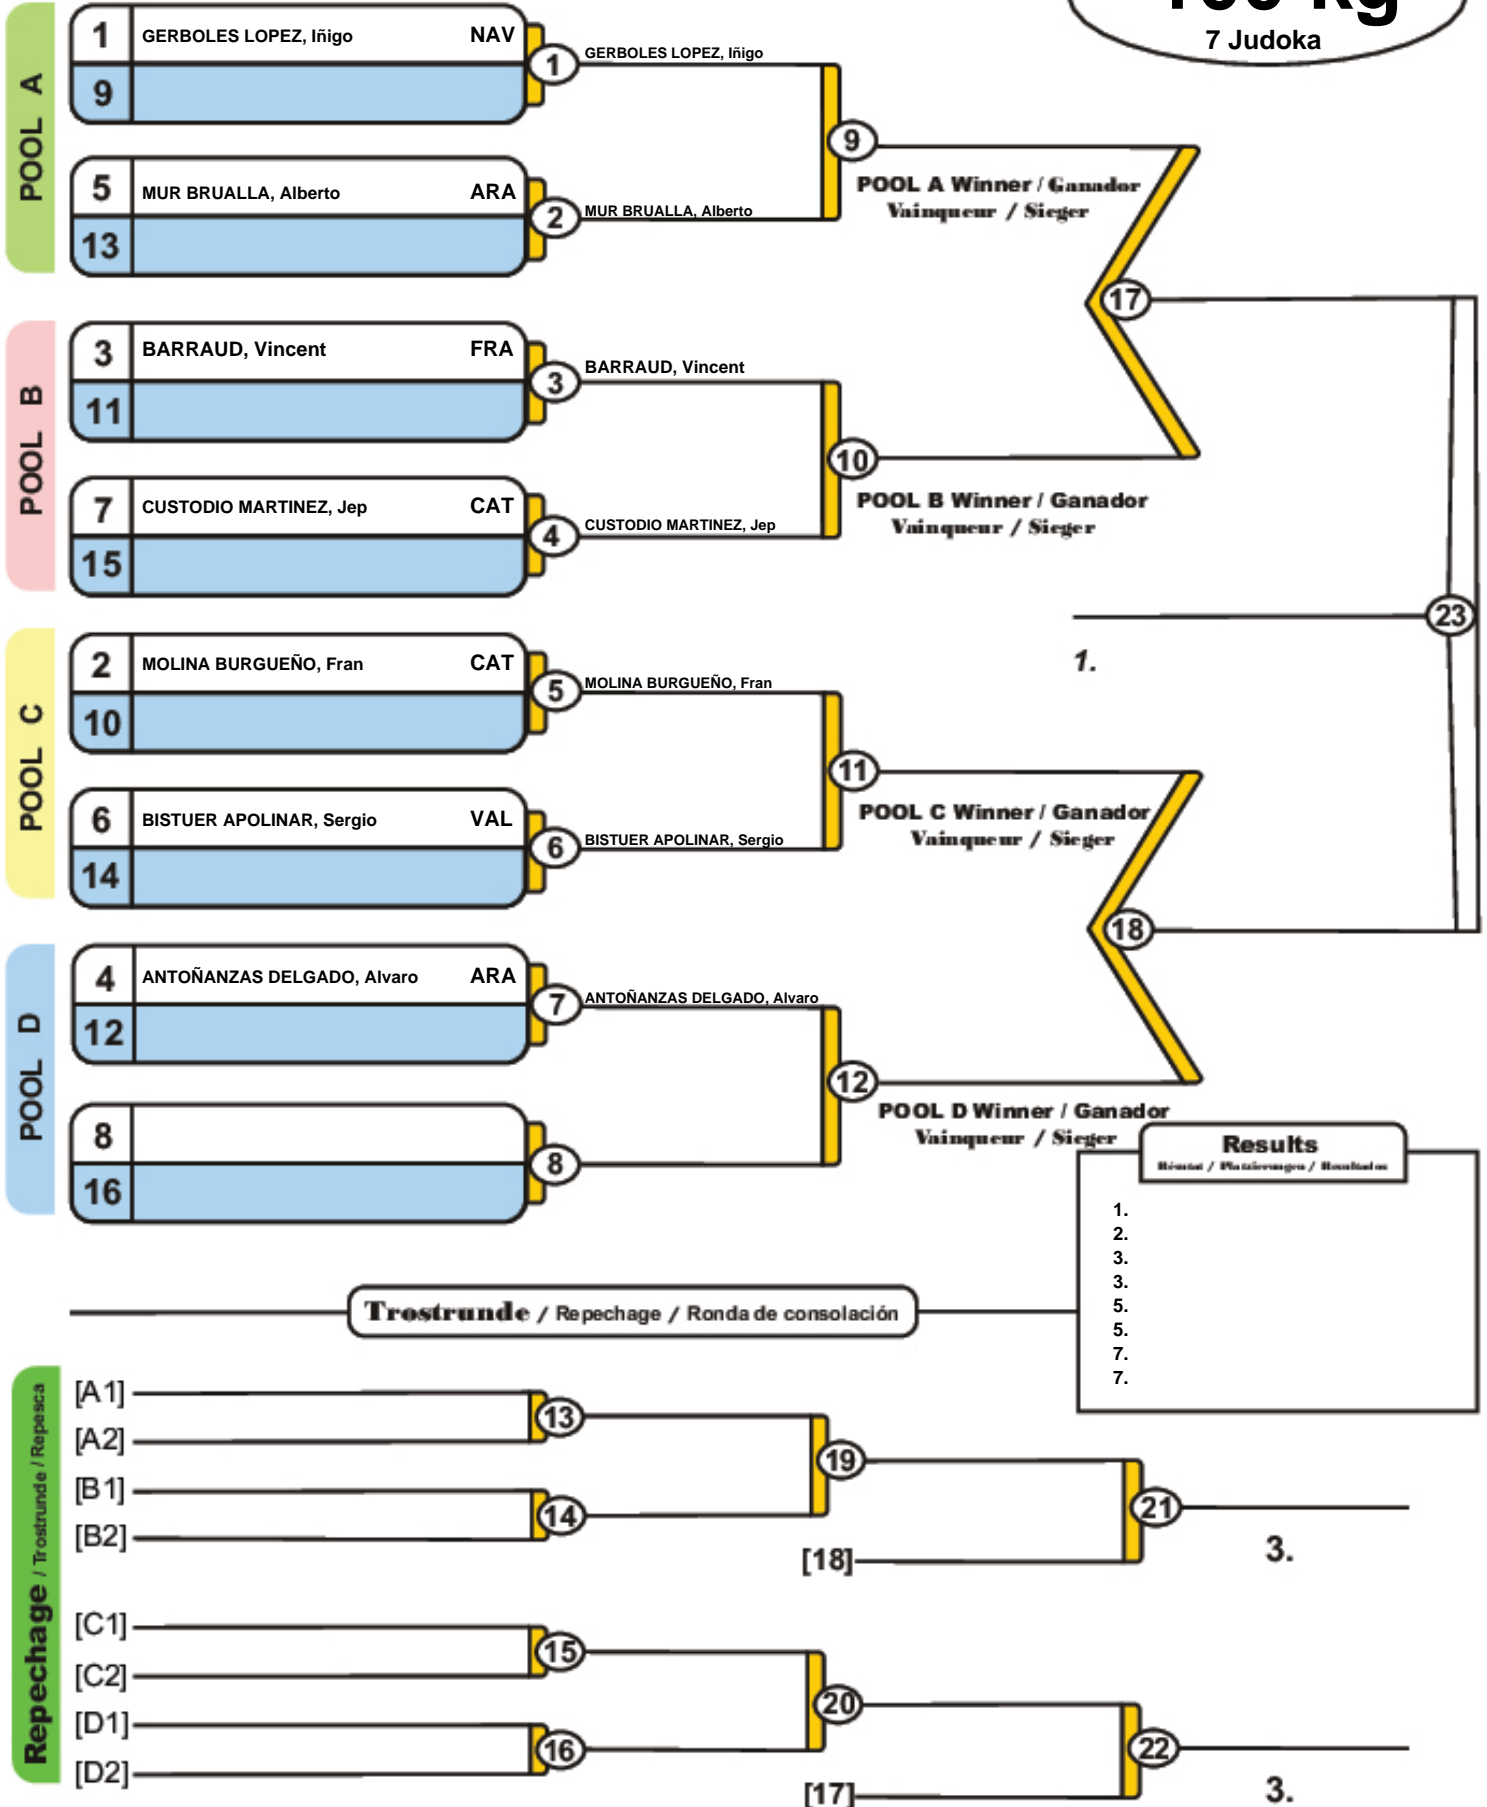 7 Judoka
POOL A
1 GERBOLES LOPEZ, Iñigo NAV
9
1
GERBOLES LOPEZ, Iñigo
5 MUR BRUALLA, Alberto ARA
13
2
MUR BRUALLA, Alberto
9
POOL A Winner / Ganador
Vainqueur / Sieger
POOL B
3 BARRAUD, Vincent FRA
11
3
BARRAUD, Vincent
7 CUSTODIO MARTINEZ, Jep CAT
15
4
CUSTODIO MARTINEZ, Jep
10
POOL B Winner / Ganador
Vainqueur / Sieger
17
23
1.
POOL C
2 MOLINA BURGUEÑO, Fran CAT
10
5
MOLINA BURGUEÑO, Fran
6 BISTUER APOLINAR, Sergio VAL
14
6
BISTUER APOLINAR, Sergio
11
POOL C Winner / Ganador
Vainqueur / Sieger
18
POOL D
4 ANTOÑANZAS DELGADO, Alvaro ARA
12
7
ANTOÑANZAS DELGADO, Alvaro
8
16
8
12
POOL D Winner / Ganador
Vainqueur / Sieger
Results
1.
2.
3.
3.
5.
5.
7.
7.
Trostrunde / Repechage / Ronda de consolación
Repechage / Trostrunde / Repesca
[A1]
[A2]
13
[B1]
[B2]
14
19
[18]
21
3.
[C1]
[C2]
15
[D1]
[D2]
16
20
[17]
22
3.